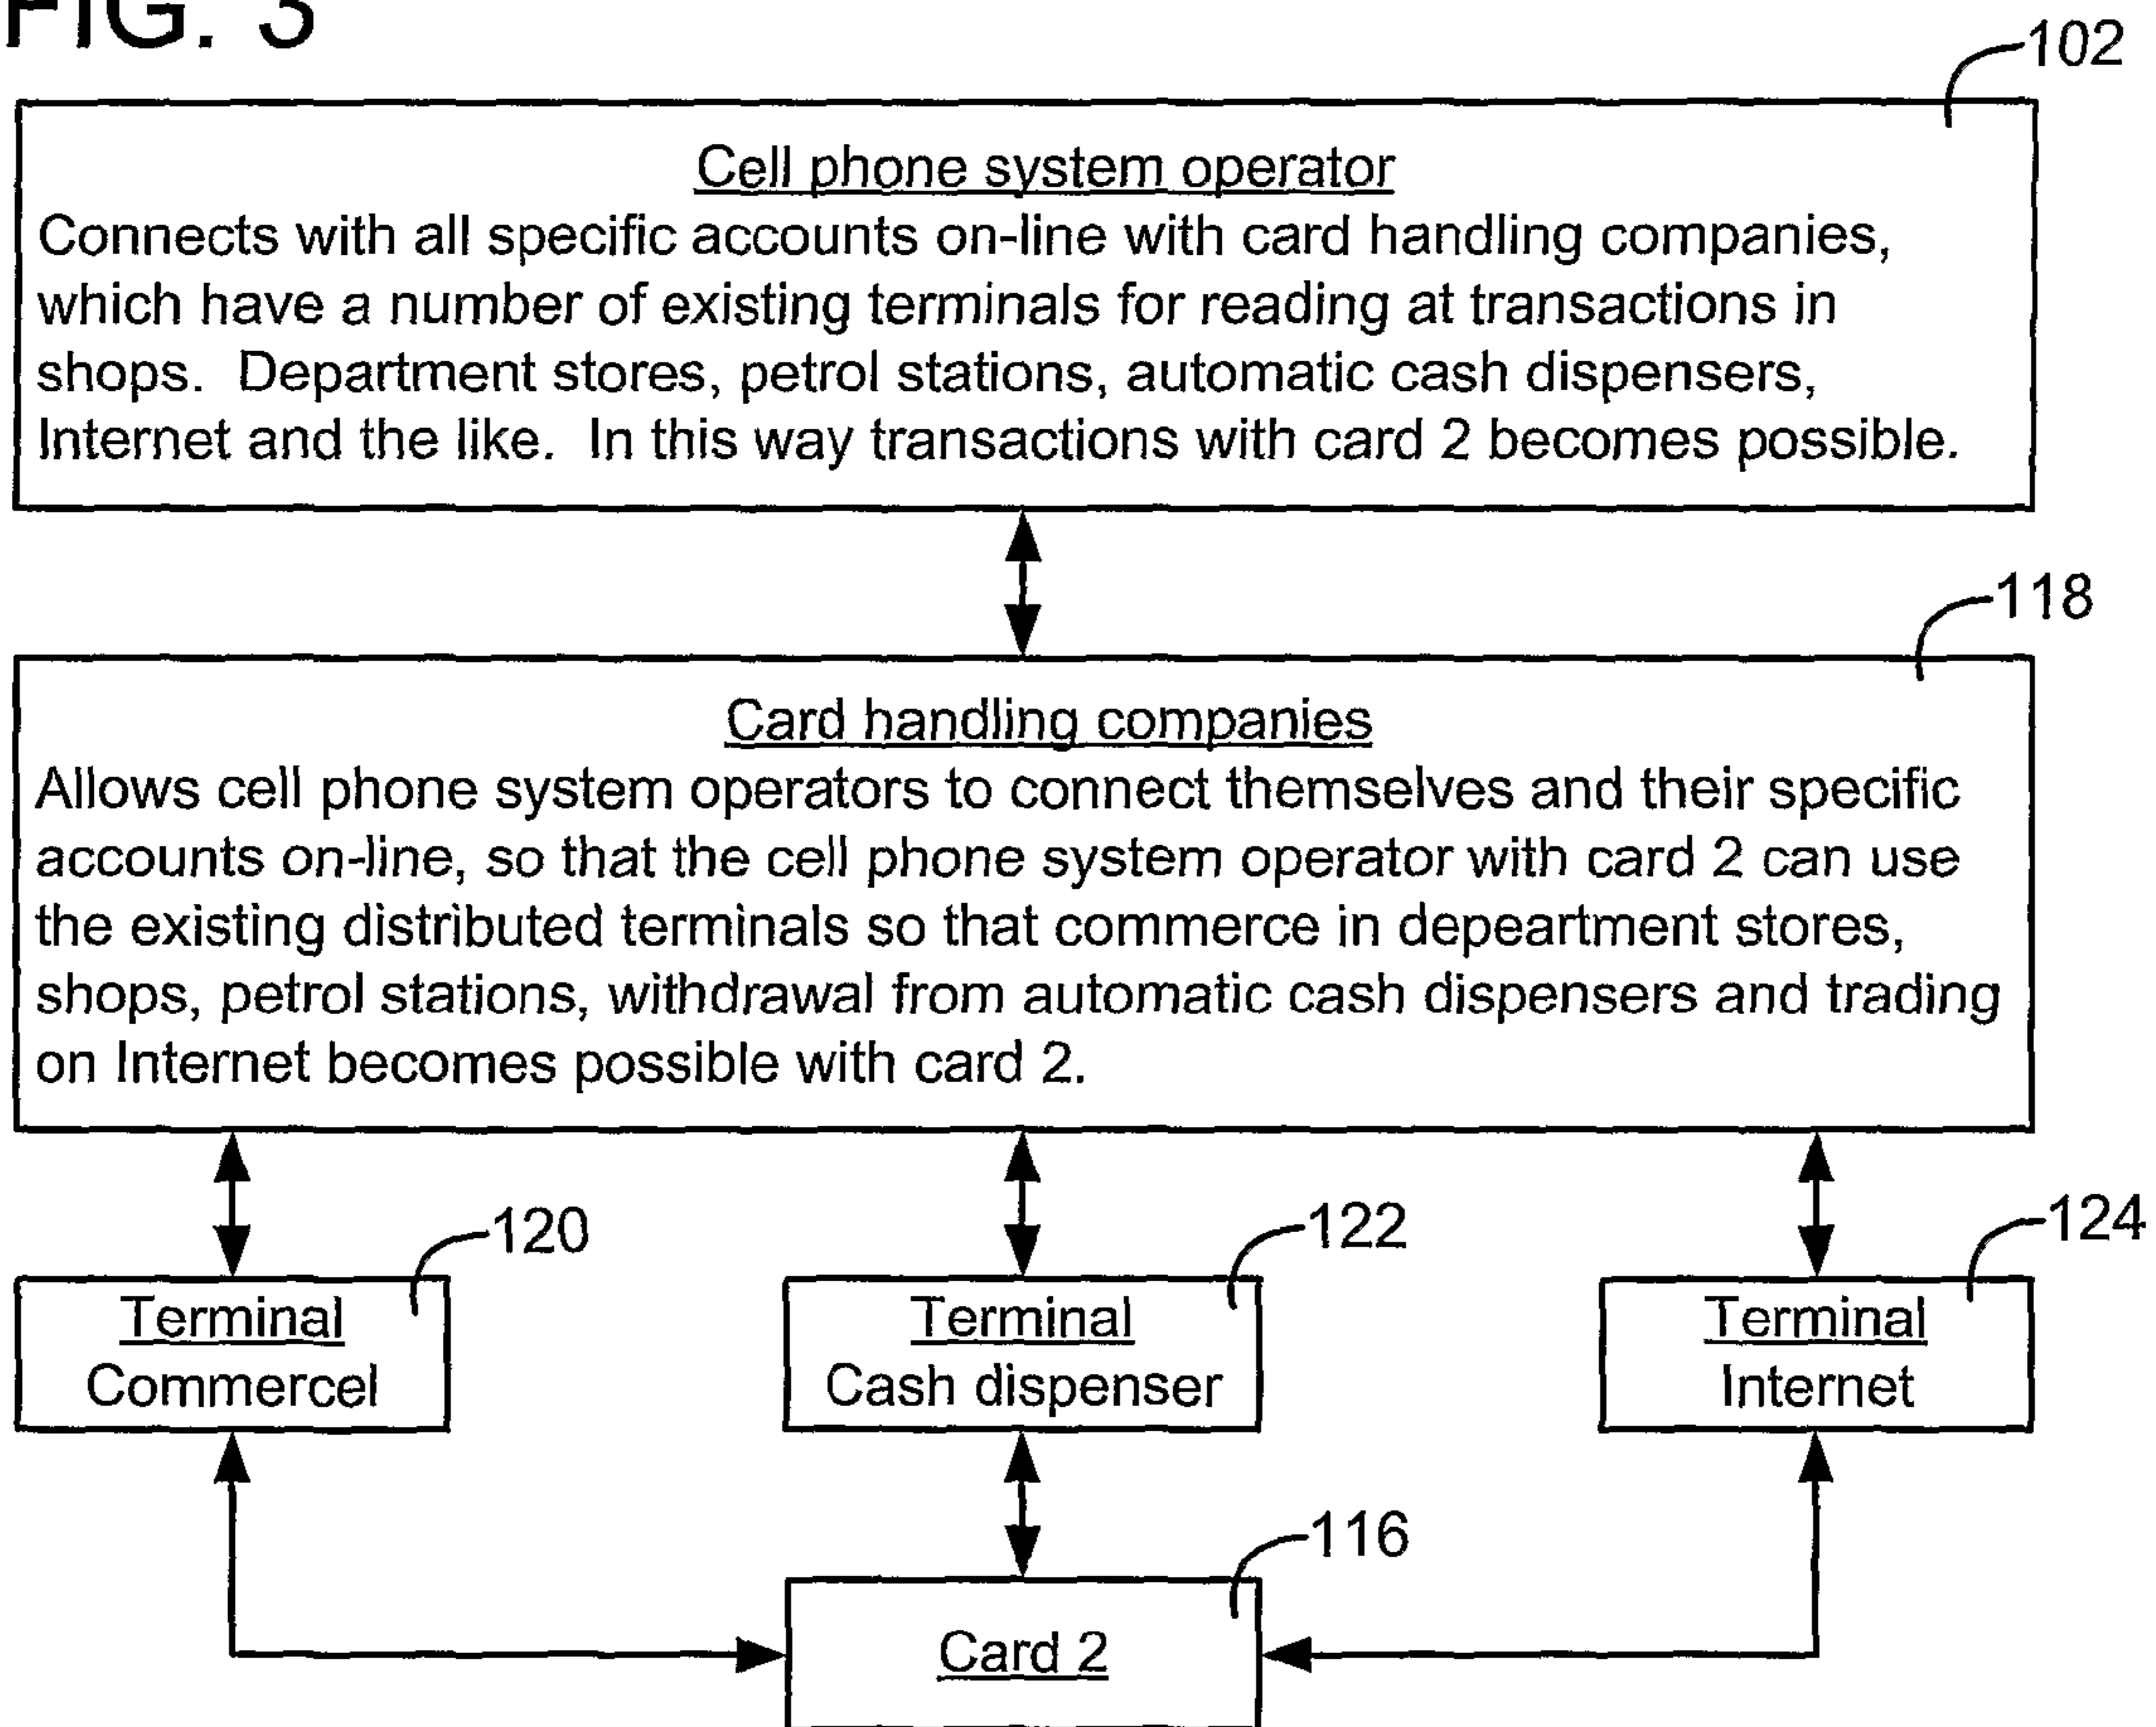 FIG. 3
102
Cell phone system operator
Connects with all specific accounts on-line with card handling companies,
which have a number of existing terminals for reading at transactions in
shops.  Department stores, petrol stations, automatic cash dispensers,
Internet and the like.  In this way transactions with card 2 becomes possible.
118
Card handling companies
Allows cell phone system operators to connect themselves and their specific
accounts on-line, so that the cell phone system operator with card 2 can use
the existing distributed terminals so that commerce in depeartment stores,
shops, petrol stations, withdrawal from automatic cash dispensers and trading
on Internet becomes possible with card 2.
120
Terminal
Commercel
122
Terminal
Cash dispenser
124
Terminal
Internet
116
Card 2